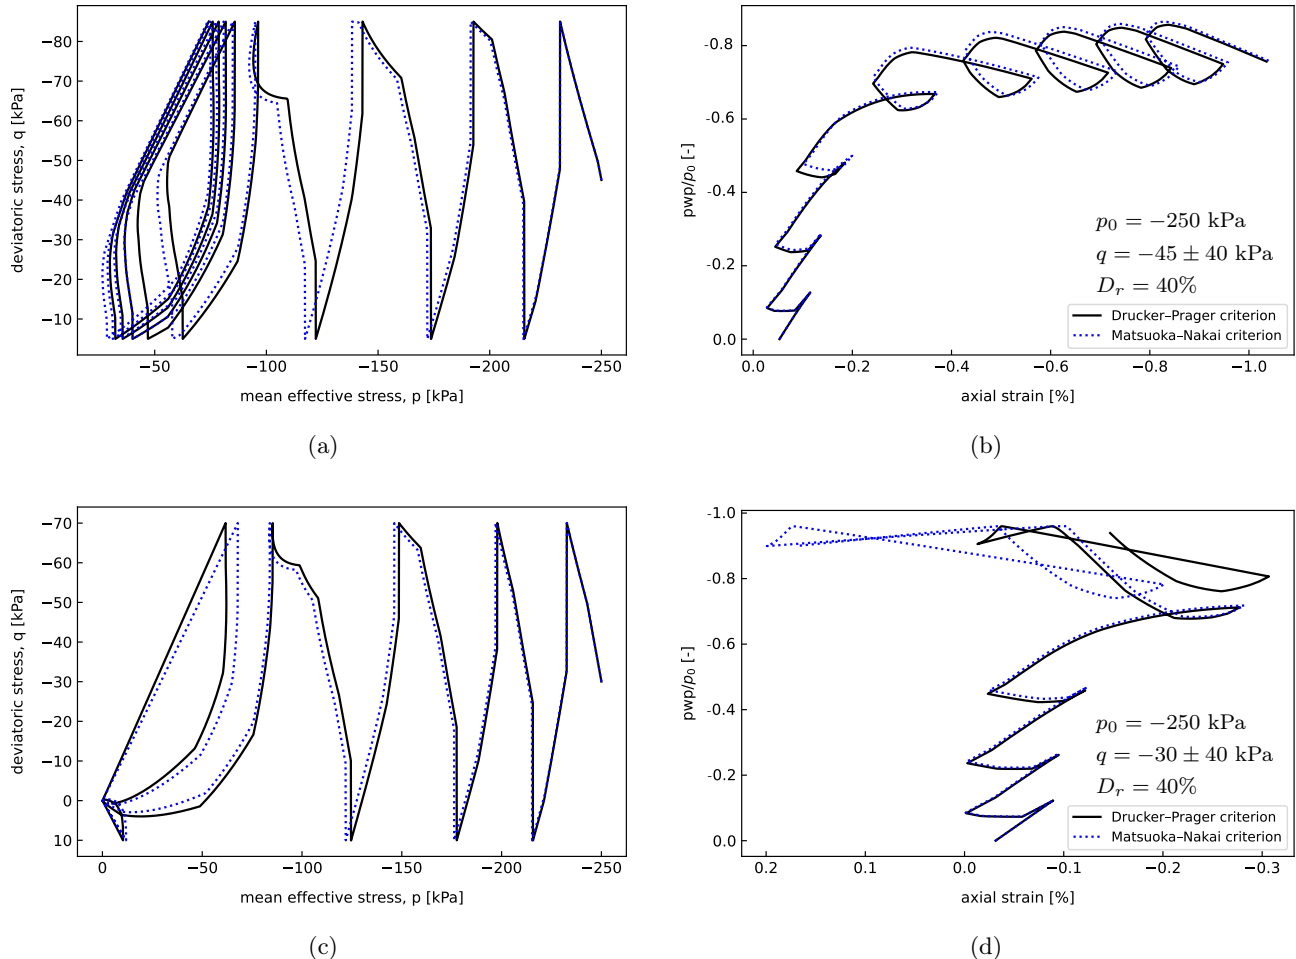 −80
−70
−60
−50
−40
−30
−20
−10
deviatoric stress, q [kPa]
−50
−100
−150
−200
−250
mean effective stress, p [kPa]
(a)
-0.8
-0.6
-0.4
-0.2
0.0
pwp/p₀ [-]
p₀ = −250 kPa
q = −45 ± 40 kPa
Dᵣ = 40%
Drucker–Prager criterion
Matsuoka–Nakai criterion
0.0
−0.2
−0.4
−0.6
−0.8
−1.0
axial strain [%]
(b)
−70
−60
−50
−40
−30
−20
−10
0
10
deviatoric stress, q [kPa]
0
−50
−100
−150
−200
−250
mean effective stress, p [kPa]
(c)
-1.0
-0.8
-0.6
-0.4
-0.2
0.0
pwp/p₀ [-]
p₀ = −250 kPa
q = −30 ± 40 kPa
Dᵣ = 40%
Drucker–Prager criterion
Matsuoka–Nakai criterion
0.2
0.1
0.0
−0.1
−0.2
−0.3
axial strain [%]
(d)